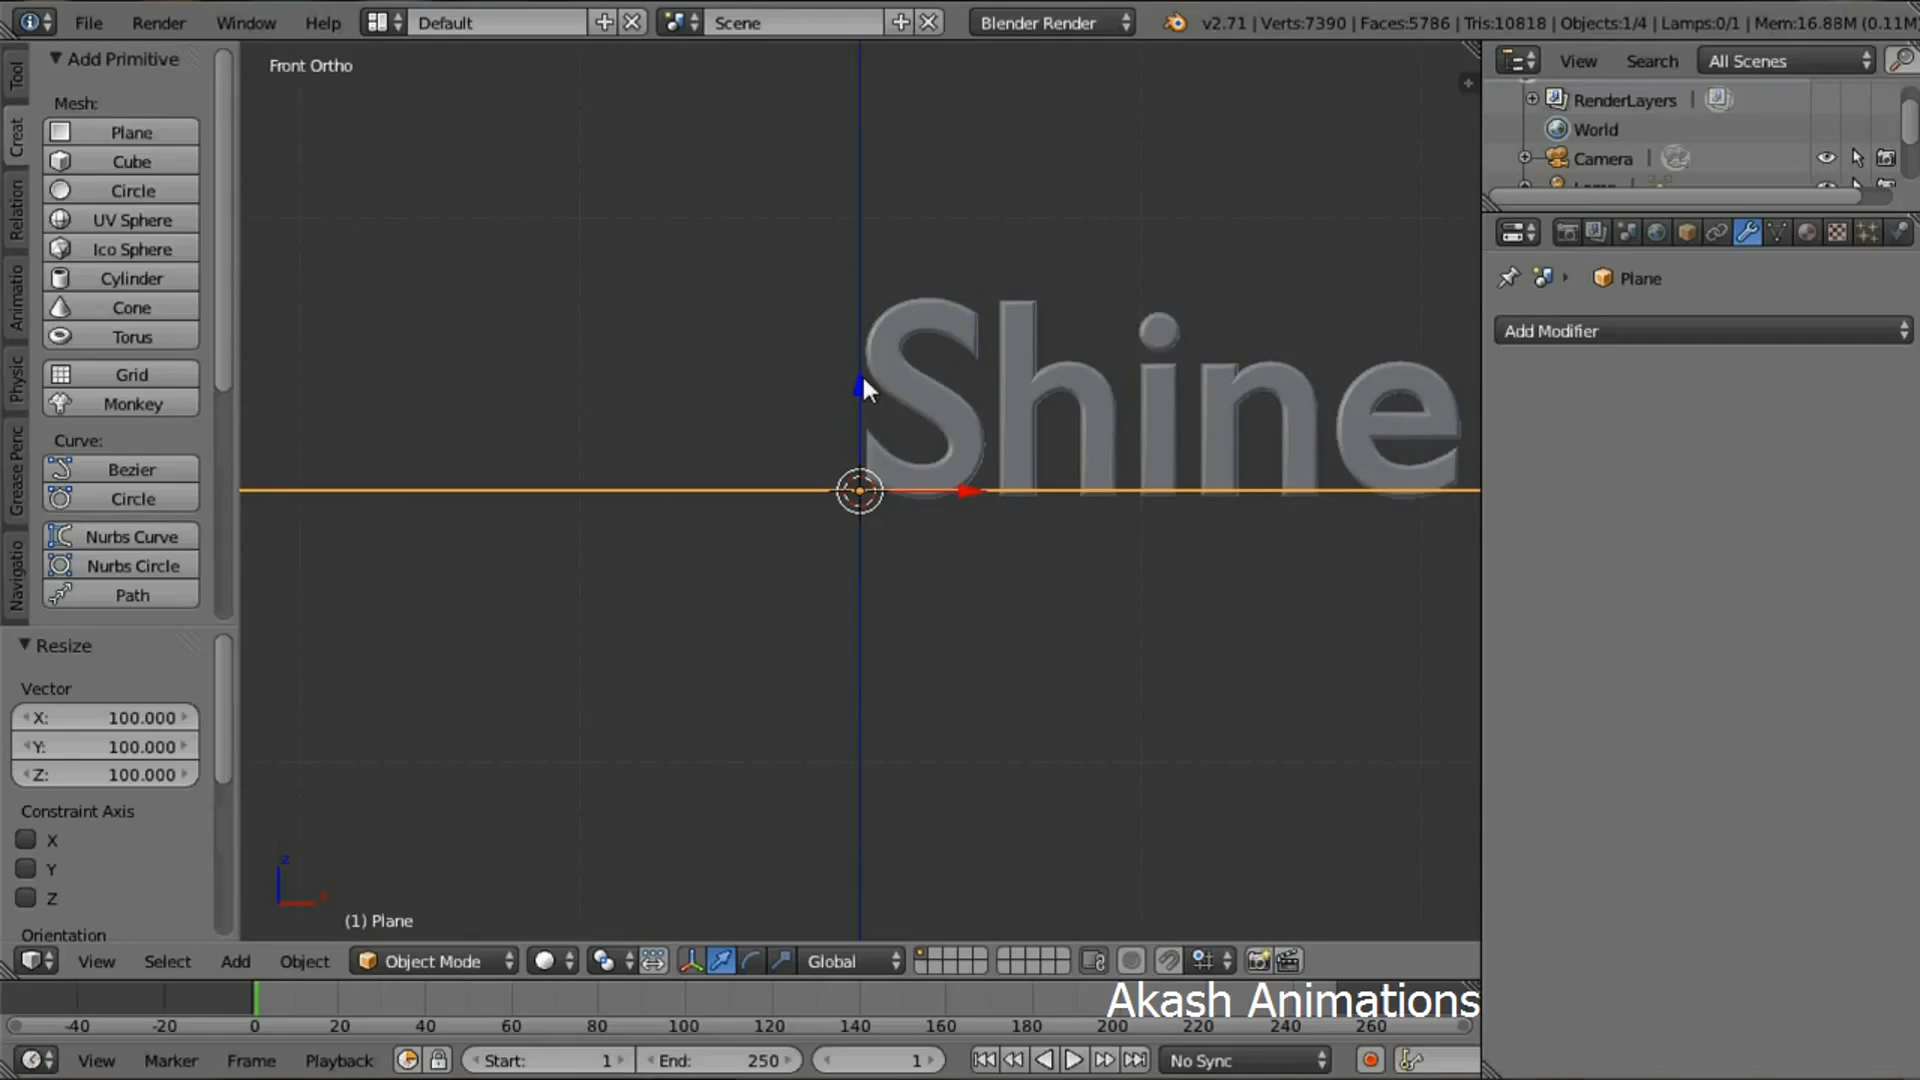 File Render Window Help Default Scene Blender Render v2.71 | Verts:7390 | Faces:5786 | Tris:10818 | Objects:1/4 | Lamps:0/1 | Mem:16.88M (0.11M
Add Primitive
Mesh:
Plane
Cube
Circle
UV Sphere
Ico Sphere
Cylinder
Cone
Torus
Grid
Monkey
Curve:
Bezier
Circle
Nurbs Curve
Nurbs Circle
Path
Tool
Creat
Relation
Animatio
Physic
Grease Penc
Navigatio
Resize
Vector
X: 100.000
Y: 100.000
Z: 100.000
Constraint Axis
X
Y
Z
Orientation
Front Ortho
Shine
z
(1) Plane
View Select Add Object Object Mode Global
Akash Animations
-40 -20 0 20 40 60 80 100 120 140 160 180 200 220 240 260
View Marker Frame Playback Start: 1 End: 250 1 No Sync
View Search All Scenes
RenderLayers
World
Camera
Plane
Add Modifier